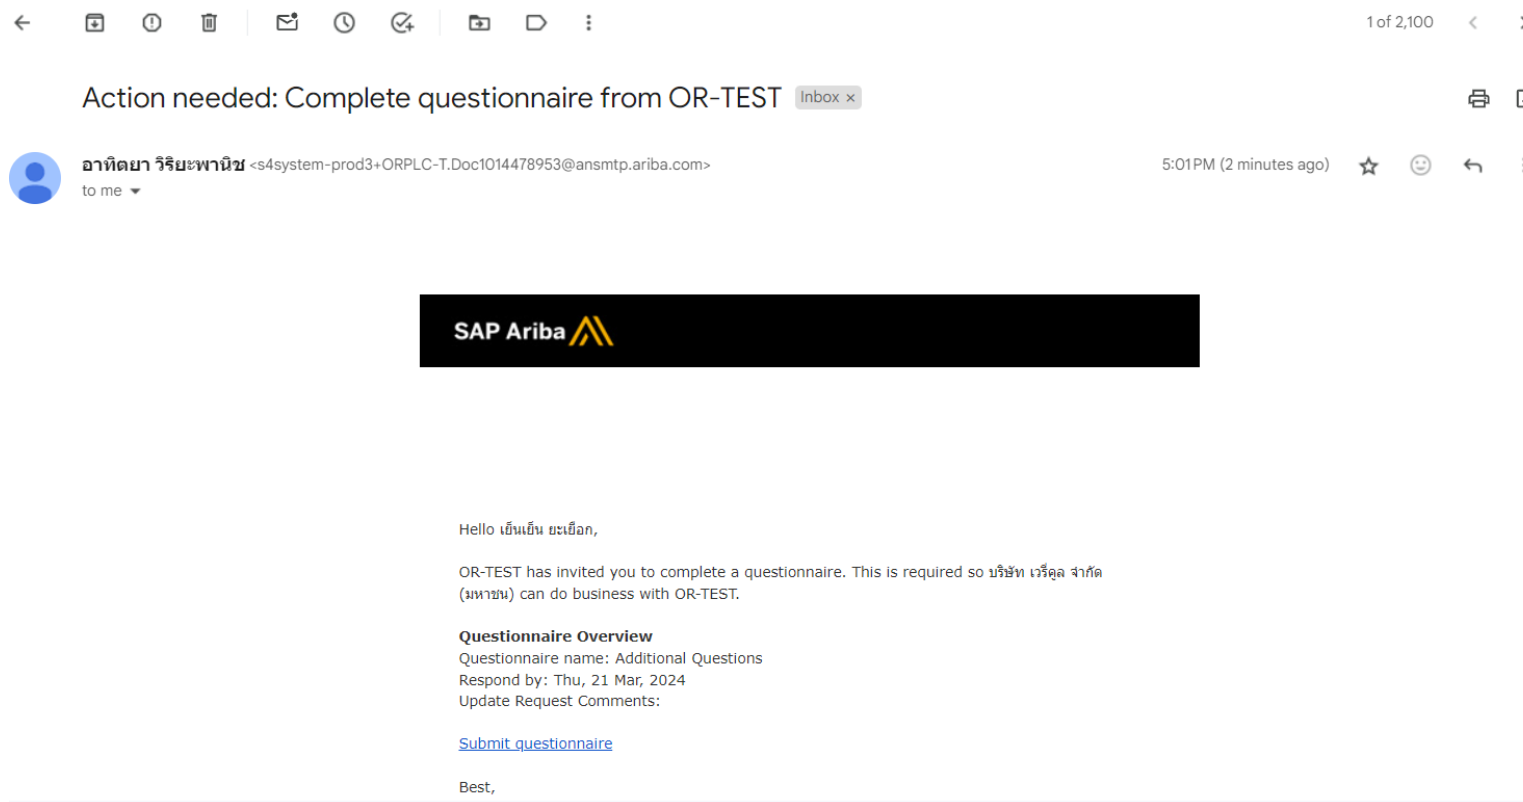 1 of 2,100
Action needed: Complete questionnaire from OR-TEST Inbox ×
อาทิตยา วิริยะพานิช <s4system-prod3+ORPLC-T.Doc1014478953@ansmtp.ariba.com> 5:01 PM (2 minutes ago)
to me
SAP Ariba
Hello เย็นเย็น ยะเยือก,
OR-TEST has invited you to complete a questionnaire. This is required so บริษัท เวรี่คูล จำกัด
(มหาชน) can do business with OR-TEST.
Questionnaire Overview
Questionnaire name: Additional Questions
Respond by: Thu, 21 Mar, 2024
Update Request Comments:
Submit questionnaire
Best,